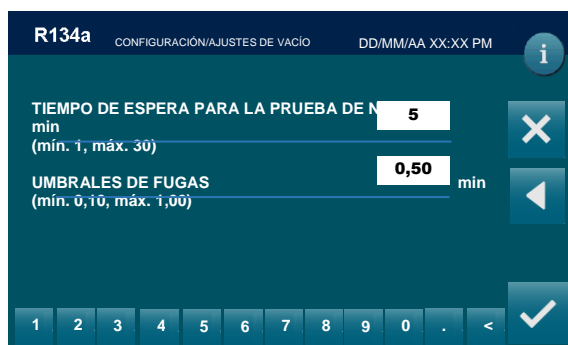 R134a CONFIGURACIÓN/AJUSTES DE VACÍO DD/MM/AA XX:XX PM
i
TIEMPO DE ESPERA PARA LA PRUEBA DE 5
min
(mín. 1, máx. 30)
UMBRALES DE FUGAS 0,50 min
(mín. 0,10, máx. 1,00)
1 2 3 4 5 6 7 8 9 0 . <